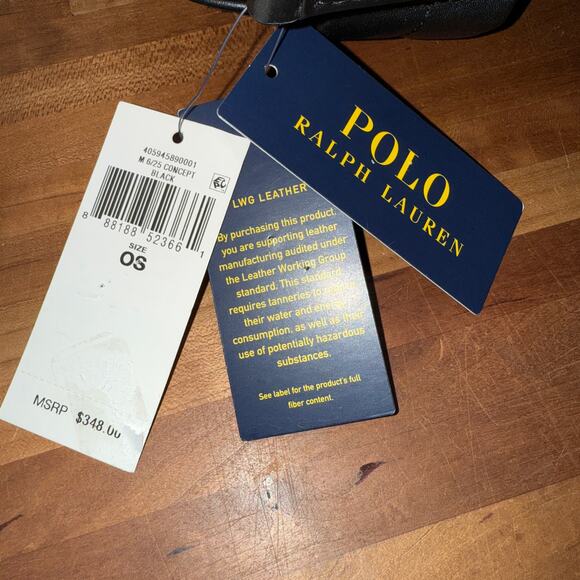 405945890001
M 6/25 CONCEPT
BLACK
8 88188 52366 1
SIZE
OS
MSRP $348.00
POLO
RALPH LAUREN
LWG LEATHER
By purchasing this product,
you are supporting leather
manufacturing audited under
the Leather Working Group
standard. This standard
requires tanneries to
their water and energy
consumption, as well as their
use of potentially hazardous
substances.
See label for the product's full
fiber content.